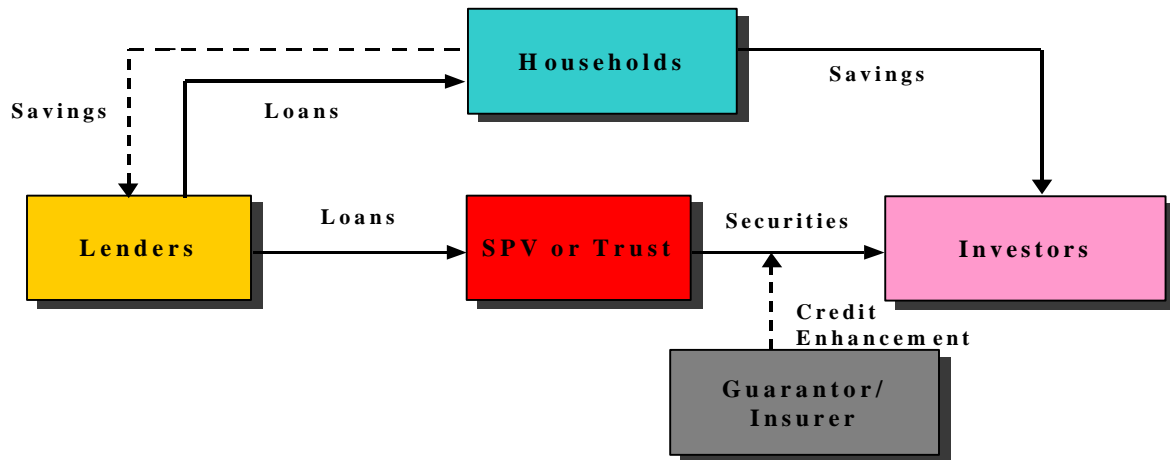 Households
Savings
Savings
Loans
Lenders
Loans
SPV or Trust
Securities
Investors
Credit
Enhancement
Guarantor/
Insurer